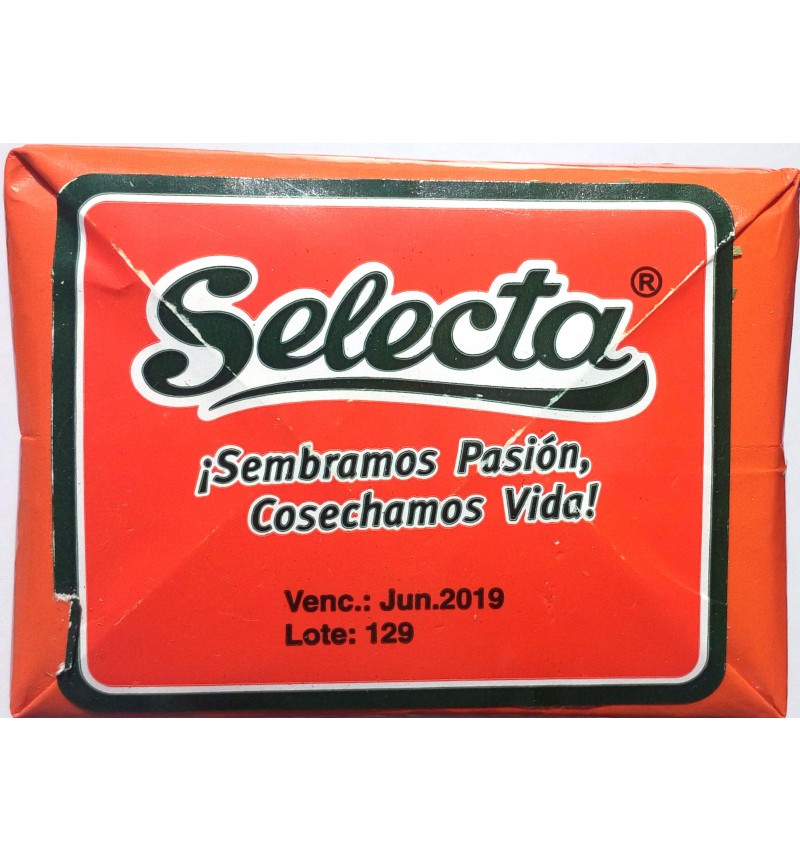 Selecta®
¡Sembramos Pasión,
Cosechamos Vida!
Venc.: Jun.2019
Lote: 129